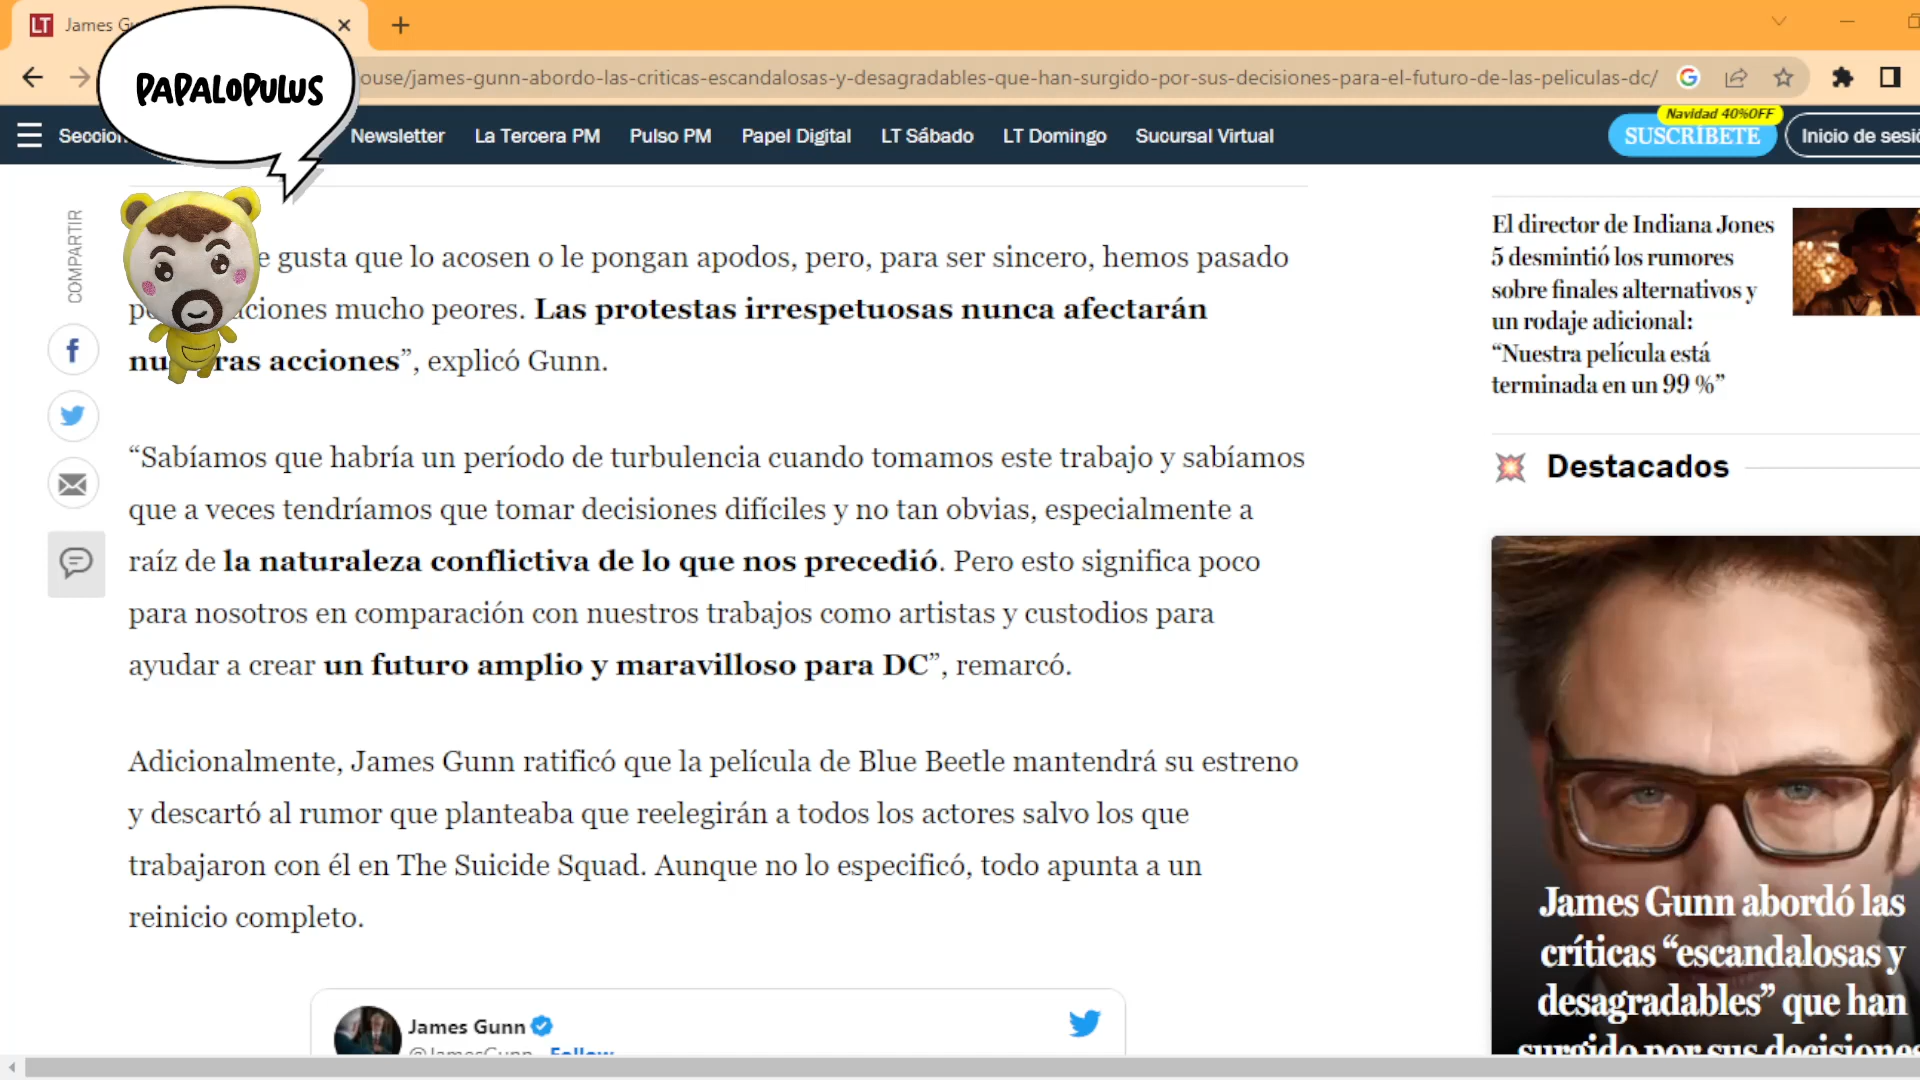 LT James Gu
PAPALOPULUS
ouse/james-gunn-abordo-las-criticas-escandalosas-y-desagradables-que-han-surgido-por-sus-decisiones-para-el-futuro-de-las-peliculas-dc/
Navidad 40%OFF
Seccion Newsletter La Tercera PM Pulso PM Papel Digital LT Sábado LT Domingo Sucursal Virtual SUSCRÍBETE Inicio de sesió
COMPARTIR
e gusta que lo acosen o le pongan apodos, pero, para ser sincero, hemos pasado
p aciones mucho peores. Las protestas irrespetuosas nunca afectarán
nu ras acciones”, explicó Gunn.
“Sabíamos que habría un período de turbulencia cuando tomamos este trabajo y sabíamos
que a veces tendríamos que tomar decisiones difíciles y no tan obvias, especialmente a
raíz de la naturaleza conflictiva de lo que nos precedió. Pero esto significa poco
para nosotros en comparación con nuestros trabajos como artistas y custodios para
ayudar a crear un futuro amplio y maravilloso para DC”, remarcó.
Adicionalmente, James Gunn ratificó que la película de Blue Beetle mantendrá su estreno
y descartó al rumor que planteaba que reelegirán a todos los actores salvo los que
trabajaron con él en The Suicide Squad. Aunque no lo especificó, todo apunta a un
reinicio completo.
James Gunn
@JamesGunn · Follow
El director de Indiana Jones
5 desmintió los rumores
sobre finales alternativos y
un rodaje adicional:
“Nuestra película está
terminada en un 99 %”
Destacados
James Gunn abordó las
críticas “escandalosas y
desagradables” que han
surgido por sus decisiones